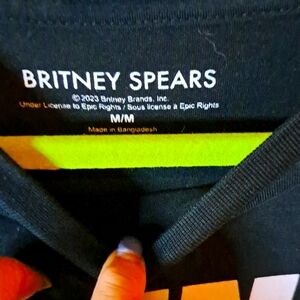 BRITNEY SPEARS
©2023 Britney Brands, Inc.
Under License to Epic Rights / Sous license à Epic Rights
M/M
Made in Bangladesh